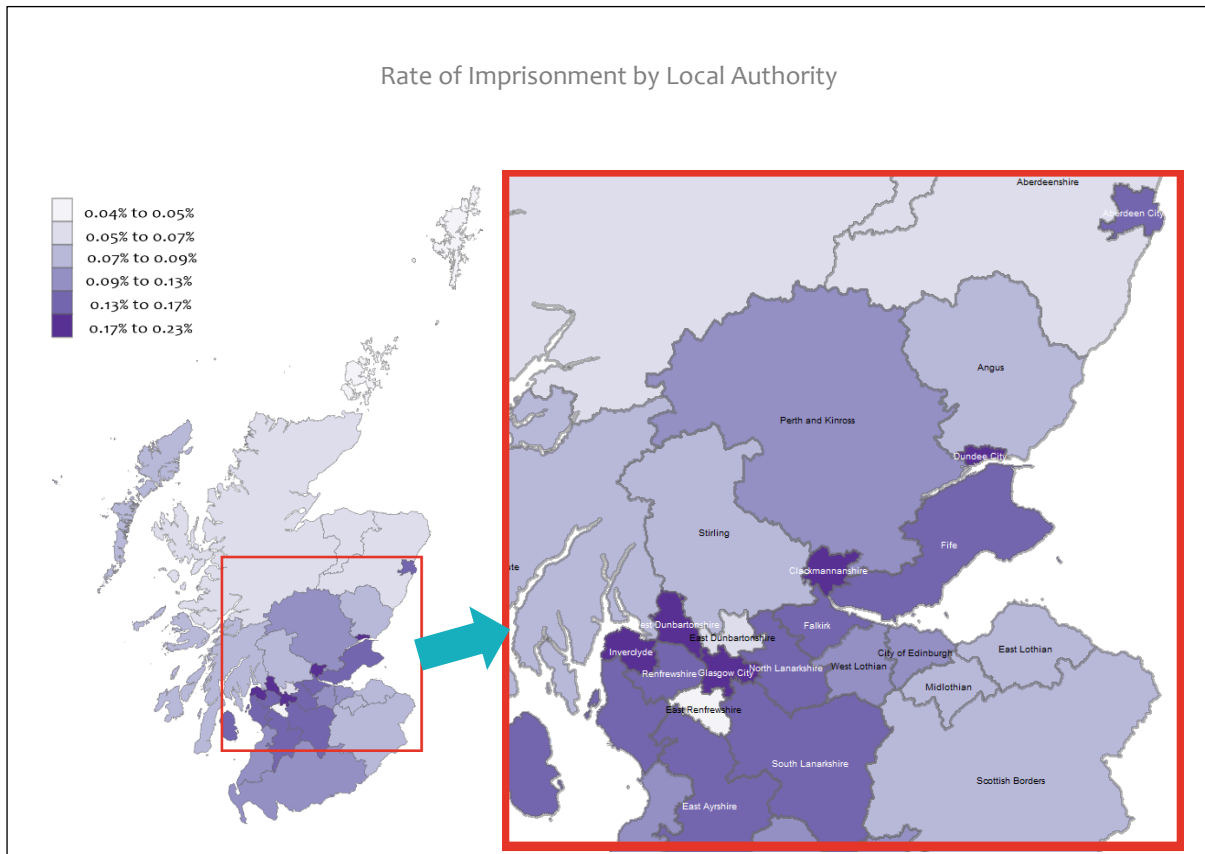 Rate of Imprisonment by Local Authority
0.04% to 0.05%
0.05% to 0.07%
0.07% to 0.09%
0.09% to 0.13%
0.13% to 0.17%
0.17% to 0.23%
Aberdeenshire
Aberdeen City
Angus
Perth and Kinross
Dundee City
Stirling
Fife
Clackmannanshire
ute
est Dunbartonshire
Falkirk
East Dunbartonshire
Inverclyde
City of Edinburgh
East Lothian
Renfrewshire
Glasgow City
North Lanarkshire
West Lothian
Midlothian
East Renfrewshire
South Lanarkshire
Scottish Borders
East Ayrshire